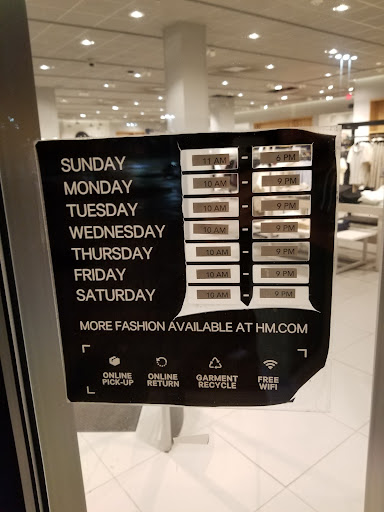 SUNDAY 11 AM - 6 PM
MONDAY 10 AM - 9 PM
TUESDAY 10 AM - 9 PM
WEDNESDAY 10 AM - 9 PM
THURSDAY 10 AM - 9 PM
FRIDAY 10 AM - 9 PM
SATURDAY 10 AM - 9 PM
MORE FASHION AVAILABLE AT HM.COM
ONLINE PICK-UP
ONLINE RETURN
GARMENT RECYCLE
FREE WIFI